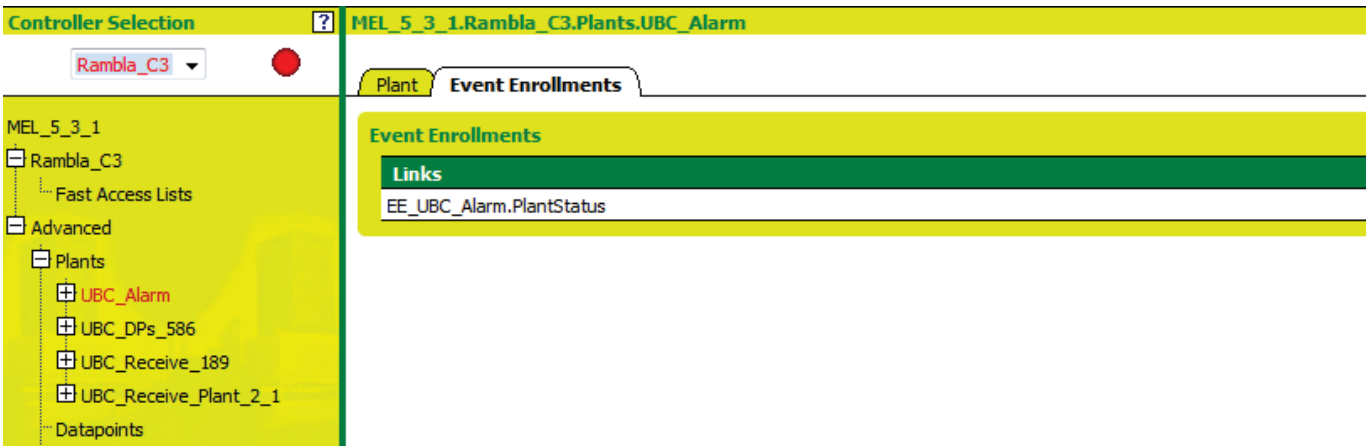 Controller Selection ?
Rambla_C3
MEL_5_3_1
Rambla_C3
Fast Access Lists
Advanced
Plants
UBC_Alarm
UBC_DPs_586
UBC_Receive_189
UBC_Receive_Plant_2_1
Datapoints
MEL_5_3_1.Rambla_C3.Plants.UBC_Alarm
Plant Event Enrollments
Event Enrollments
Links
EE_UBC_Alarm.PlantStatus